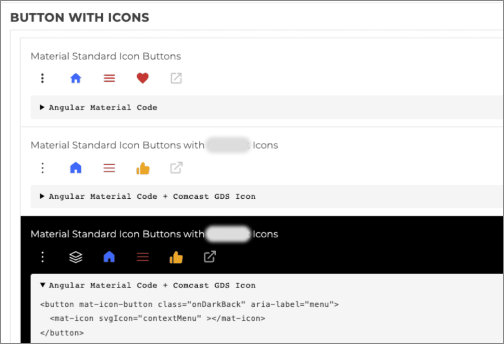 BUTTON WITH ICONS
Material Standard Icon Buttons
Angular Material Code
Material Standard Icon Buttons with Icons
Angular Material Code + Comcast GDS Icon
Material Standard Icon Buttons with Icons
Angular Material Code + Comcast GDS Icon
<button mat-icon-button class="onDarkBack" aria-label="menu">
<mat-icon svgIcon="contextMenu" ></mat-icon>
</button>